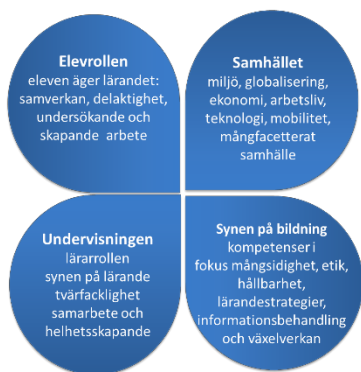 Elevrollen
eleven äger lärandet:
samverkan, delaktighet,
undersökande och
skapande arbete
Samhället
miljö, globalisering,
ekonomi, arbetsliv,
teknologi, mobilitet,
mångfacetterat
samhälle
Undervisningen
lärarrollen
synen på lärande
tvärfacklighet
samarbete och
helhetsskapande
Synen på bildning
kompetenser i
fokus mångsidighet, etik,
hållbarhet,
lärandestrategier,
informationsbehandling
och växelverkan